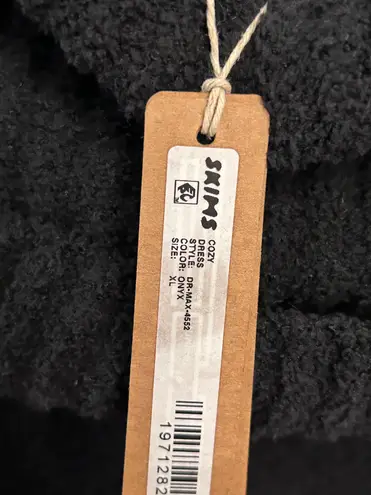 SKIMS
COZY
DRESS
STYLE: DR-MAX-4552
COLOR: ONYX
SIZE: XL
1971282